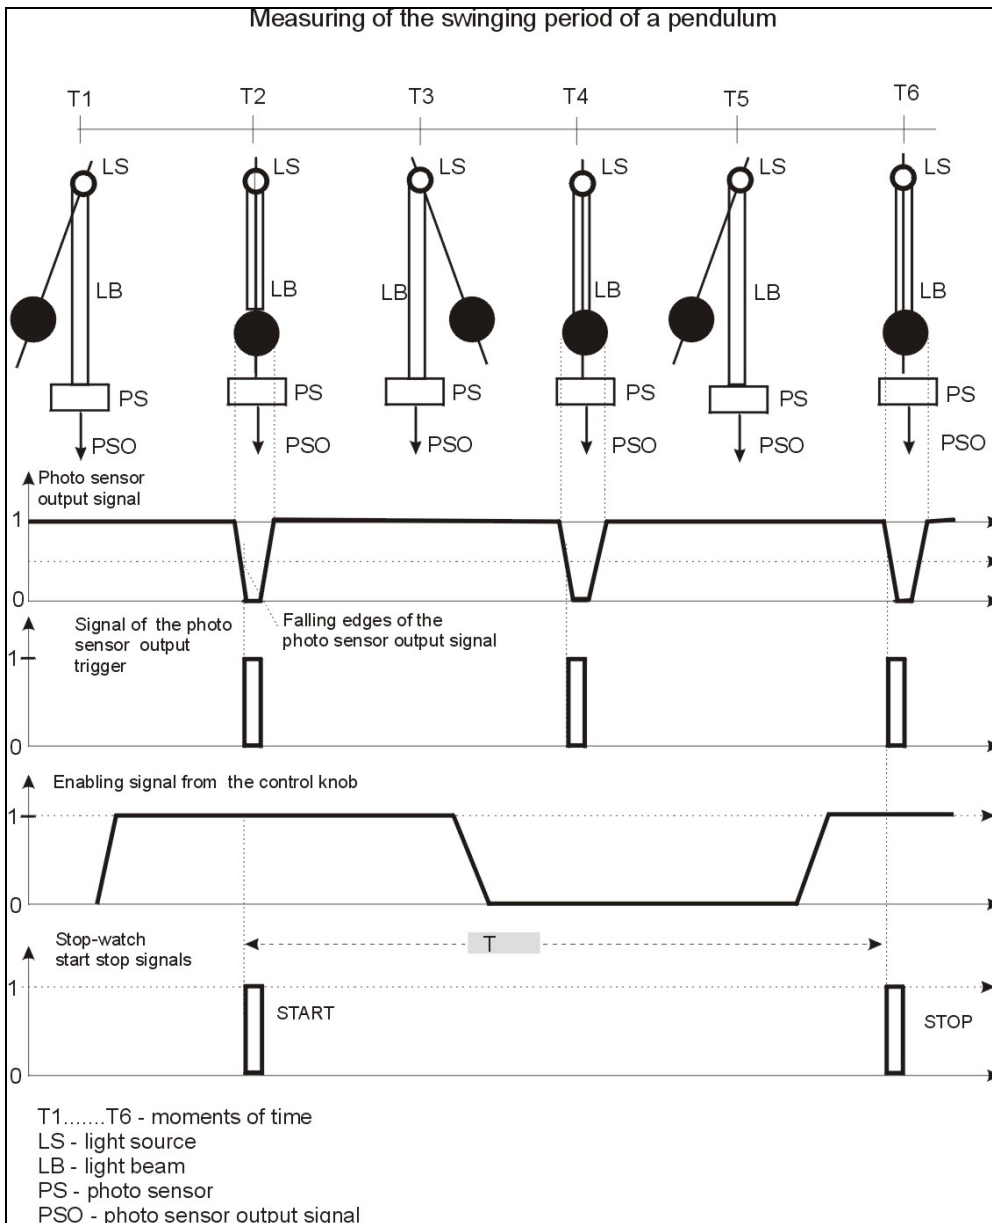 Measuring of the swinging period of a pendulum
T1 T2 T3 T4 T5 T6
LS LS LS LS LS LS
LB LB LB LB LB LB
PS PS PS PS PS PS
PSO PSO PSO PSO PSO PSO
Photo sensor
output signal
1
0
Falling edges of the
photo sensor output signal
Signal of the photo
sensor output
trigger
1
0
Enabling signal from the control knob
1
0
Stop-watch
start stop signals
T
1
START
STOP
0
T1.......T6 - moments of time
LS - light source
LB - light beam
PS - photo sensor
PSO - photo sensor output signal